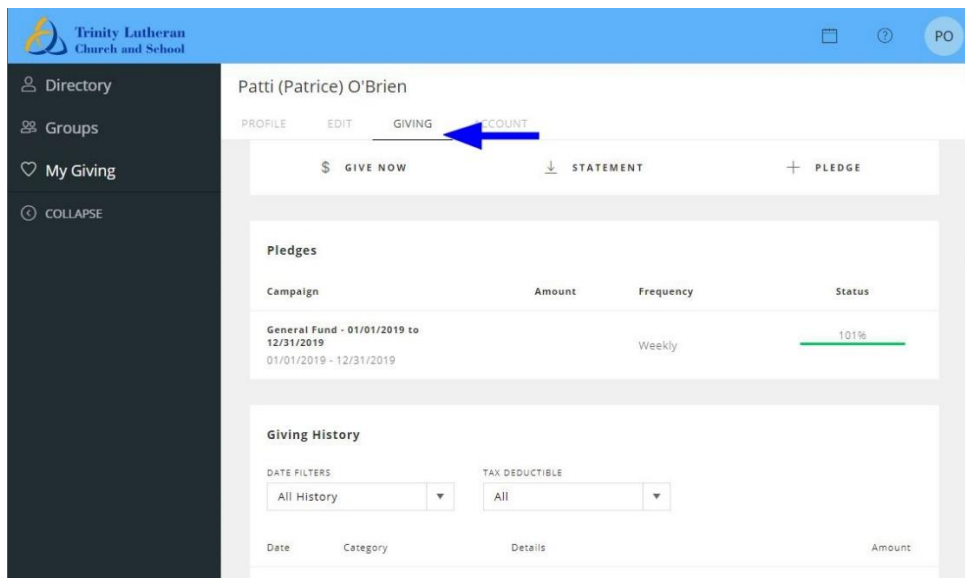 Trinity Lutheran
Church and School
PO
Directory
Groups
My Giving
COLLAPSE
Patti (Patrice) O'Brien
PROFILE EDIT GIVING ACCOUNT
$ GIVE NOW STATEMENT + PLEDGE
Pledges
Campaign Amount Frequency Status
General Fund - 01/01/2019 to
12/31/2019
01/01/2019 - 12/31/2019
Weekly
101%
Giving History
DATE FILTERS TAX DEDUCTIBLE
All History All
Date Category Details Amount